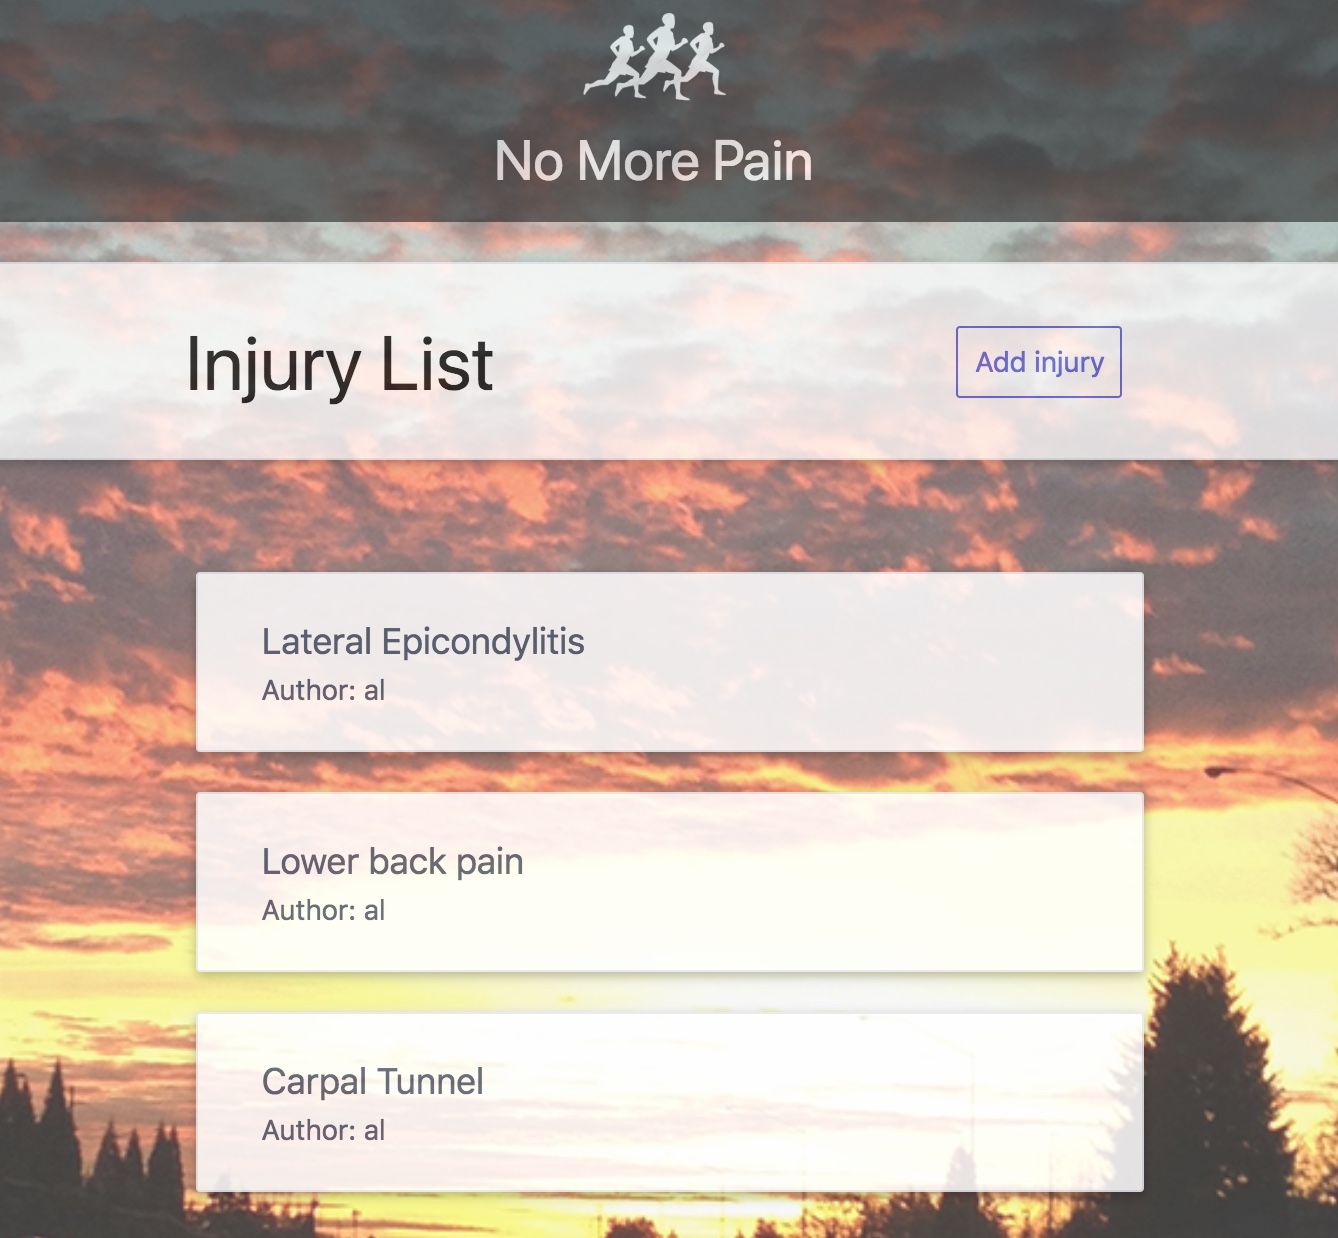 No More Pain
Injury List
Add injury
Lateral Epicondylitis
Author: al
Lower back pain
Author: al
Carpal Tunnel
Author: al